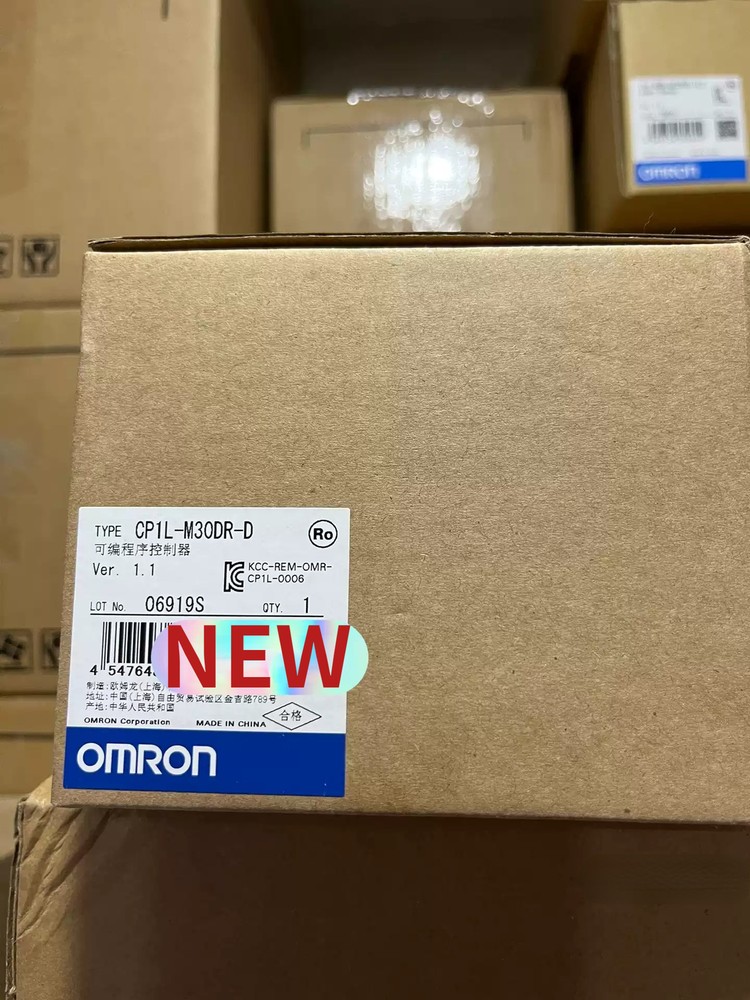 OMRON
TYPE CP1L-M30DR-D
Ro
可编程序控制器
Ver. 1.1
KCC-REM-OMR-
CP1L-0006
LOT No. 06919S QTY. 1
4 54764
NEW
制造:欧姆龙(上海)
地址:中国(上海)自由贸易试验区金吉路789号
产地:中华人民共和国
合格
OMRON Corporation MADE IN CHINA
OMRON